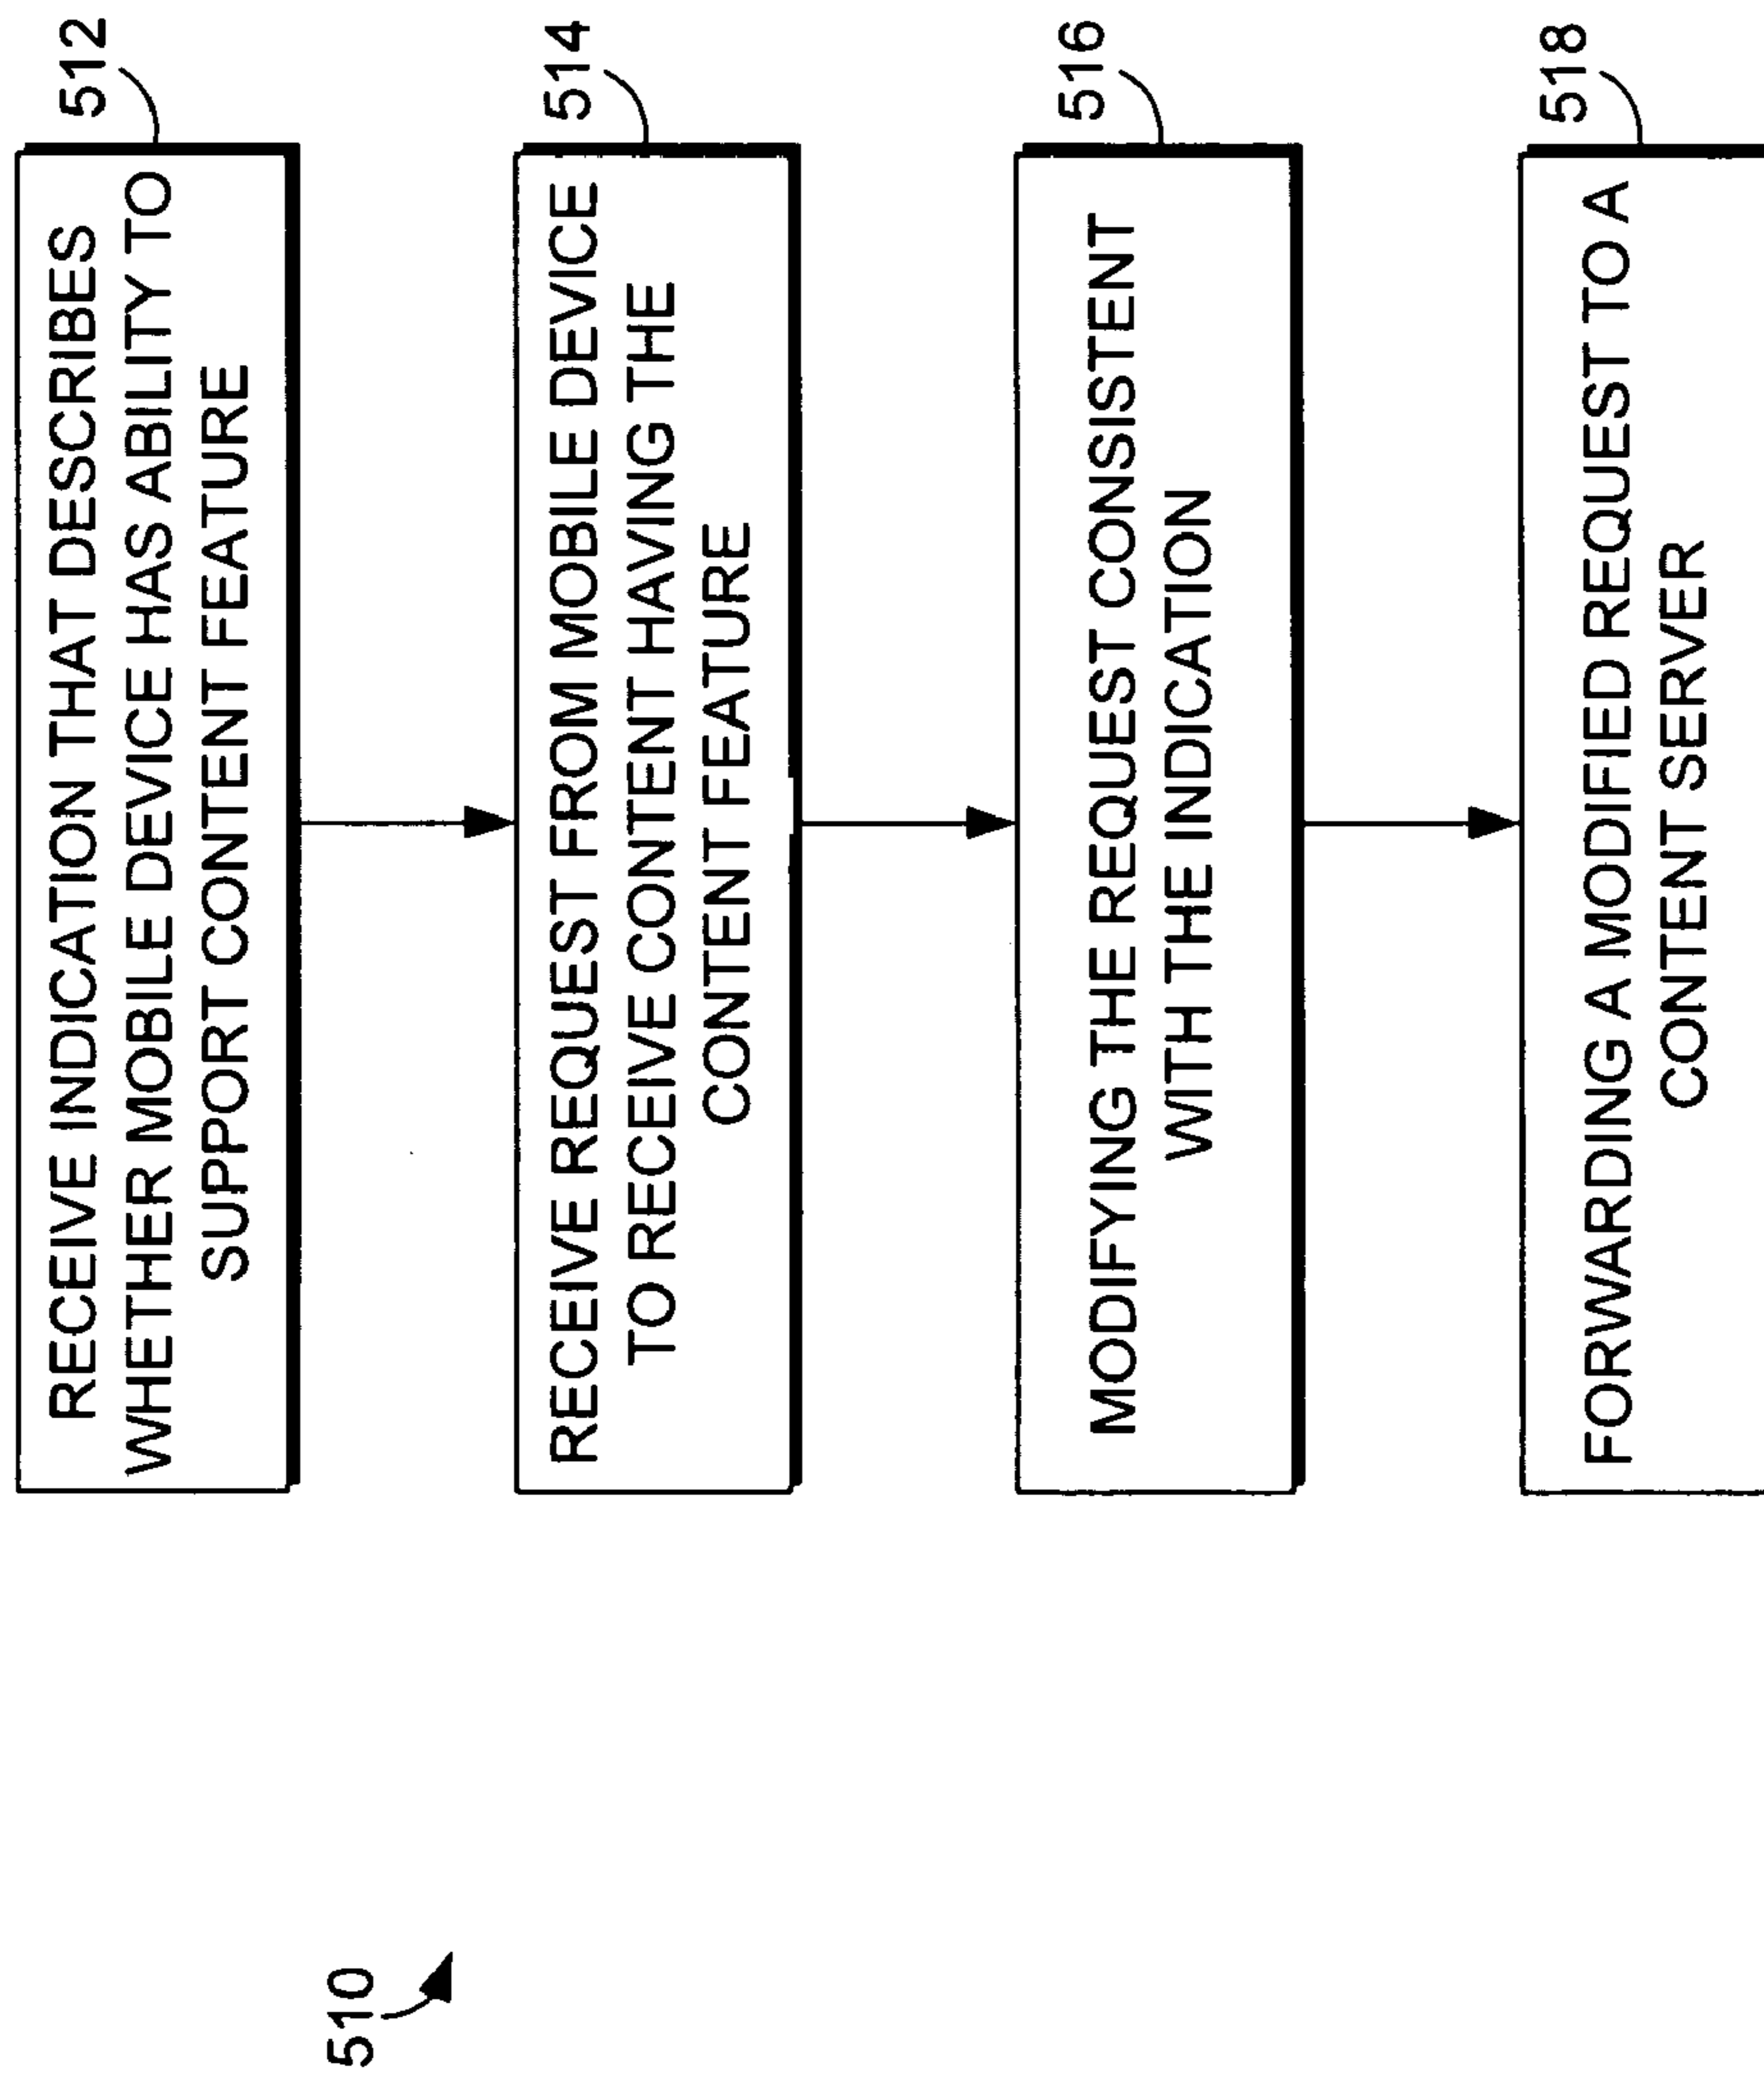 510
RECEIVE INDICATION THAT DESCRIBES
WHETHER MOBILE DEVICE HAS ABILITY TO
SUPPORT CONTENT FEATURE
512
RECEIVE REQUEST FROM MOBILE DEVICE
TO RECEIVE CONTENT HAVING THE
CONTENT FEATURE
514
MODIFYING THE REQUEST CONSISTENT
WITH THE INDICATION
516
FORWARDING A MODIFIED REQUEST TO A
CONTENT SERVER
518